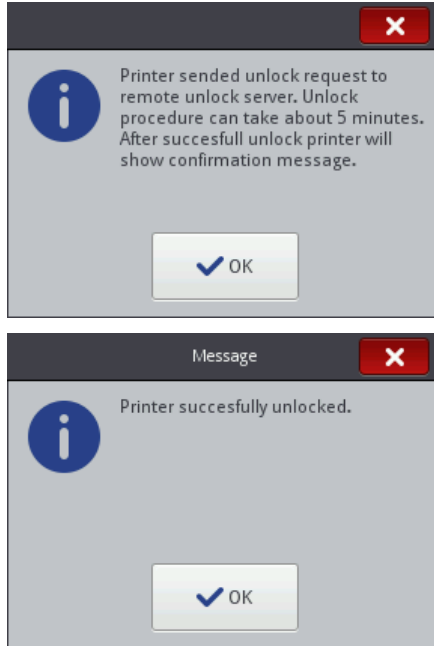 Printer sended unlock request to
remote unlock server. Unlock
procedure can take about 5 minutes.
After succesfull unlock printer will
show confirmation message.
OK
Message
Printer succesfully unlocked.
OK